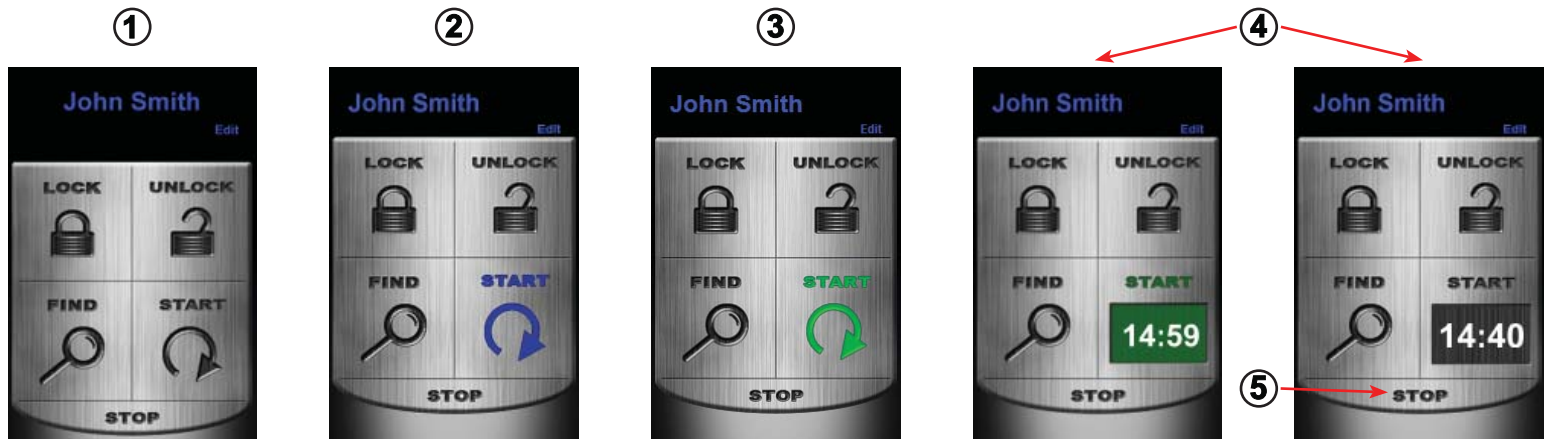 1
2
3
4
John Smith
Edit
LOCK UNLOCK
FIND START
STOP
John Smith
Edit
LOCK UNLOCK
FIND START
STOP
John Smith
Edit
LOCK UNLOCK
FIND START
STOP
John Smith
Edit
LOCK UNLOCK
FIND START
14:59
STOP
John Smith
Edit
LOCK UNLOCK
FIND START
14:40
5
STOP